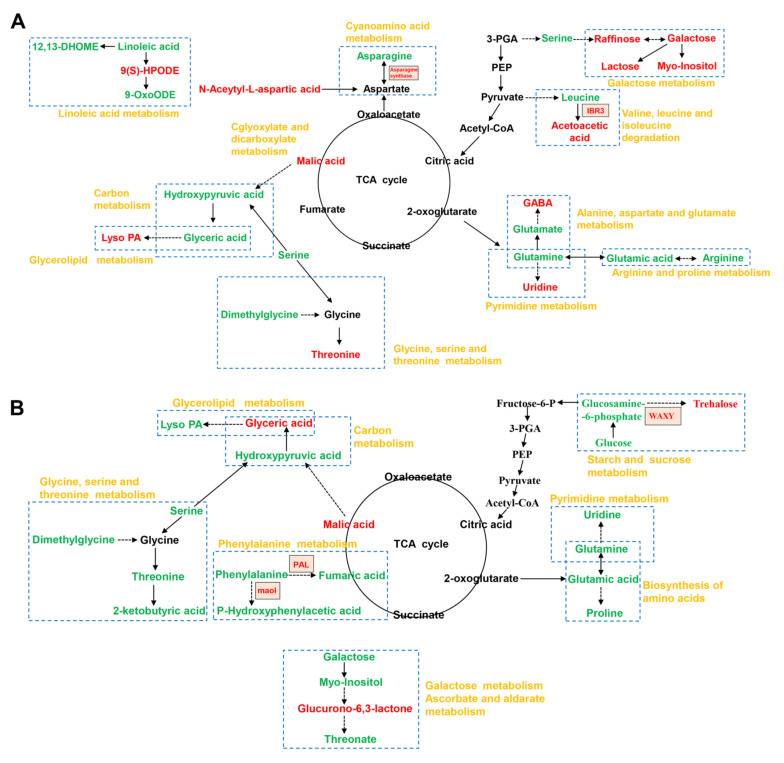 A
Cyanoamino acid
metabolism
12,13-DHOME
Linoleic acid
9(S)-HPODE
9-OxoODE
Linoleic acid metabolism
Asparagine
Asparagine
synthase
N-Aceytyl-L-aspartic acid
Aspartate
Oxaloacetate
3-PGA
Serine
Raffinose
Galactose
Lactose
Myo-Inositol
Galactose metabolism
PEP
Pyruvate
Leucine
IBR3
Acetoacetic
acid
Valine, leucine and
isoleucine
degradation
Acetyl-CoA
Citric acid
Cglyoxylate and
dicarboxylate
metabolism
Malic acid
TCA cycle
Fumarate
2-oxoglutarate
Succinate
Carbon
metabolism
Hydroxypyruvic acid
Lyso PA
Glyceric acid
Glycerolipid metabolism
GABA
Glutamate
Alanine, aspartate and glutamate
metabolism
Glutamine
Glutamic acid
Arginine
Arginine and proline metabolism
Uridine
Pyrimidine metabolism
Serine
Dimethylglycine
Glycine
Threonine
Glycine, serine and
threonine metabolism
B
Glycerolipid metabolism
Lyso PA
Glyceric acid
Carbon
metabolism
Hydroxypyruvic acid
Fructose-6-P
Glucosamine-
-6-phosphate
WAXY
Trehalose
Glucose
Starch and sucrose
metabolism
3-PGA
PEP
Pyruvate
Acetyl-CoA
Oxaloacetate
Citric acid
Glycine, serine and
threonine metabolism
Serine
Dimethylglycine
Glycine
Threonine
2-ketobutyric acid
Malic acid
TCA cycle
Phenylalanine metabolism
PAL
Phenylalanine
Fumaric acid
maol
P-Hydroxyphenylacetic acid
2-oxoglutarate
Succinate
Pyrimidine metabolism
Uridine
Glutamine
Glutamic acid
Proline
Biosynthesis of
amino acids
Galactose
Myo-Inositol
Glucurono-6,3-lactone
Threonate
Galactose metabolism
Ascorbate and aldarate
metabolism